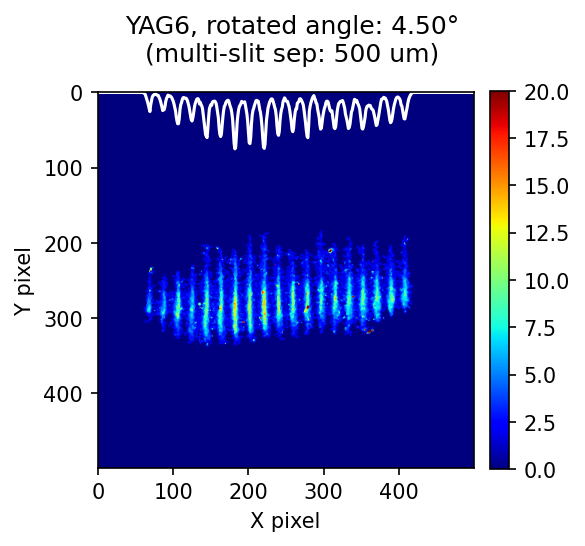 YAG6, rotated angle: 4.50°
(multi-slit sep: 500 um)
0
100
200
300
400
Y pixel
0 100 200 300 400
X pixel
20.0
17.5
15.0
12.5
10.0
7.5
5.0
2.5
0.0